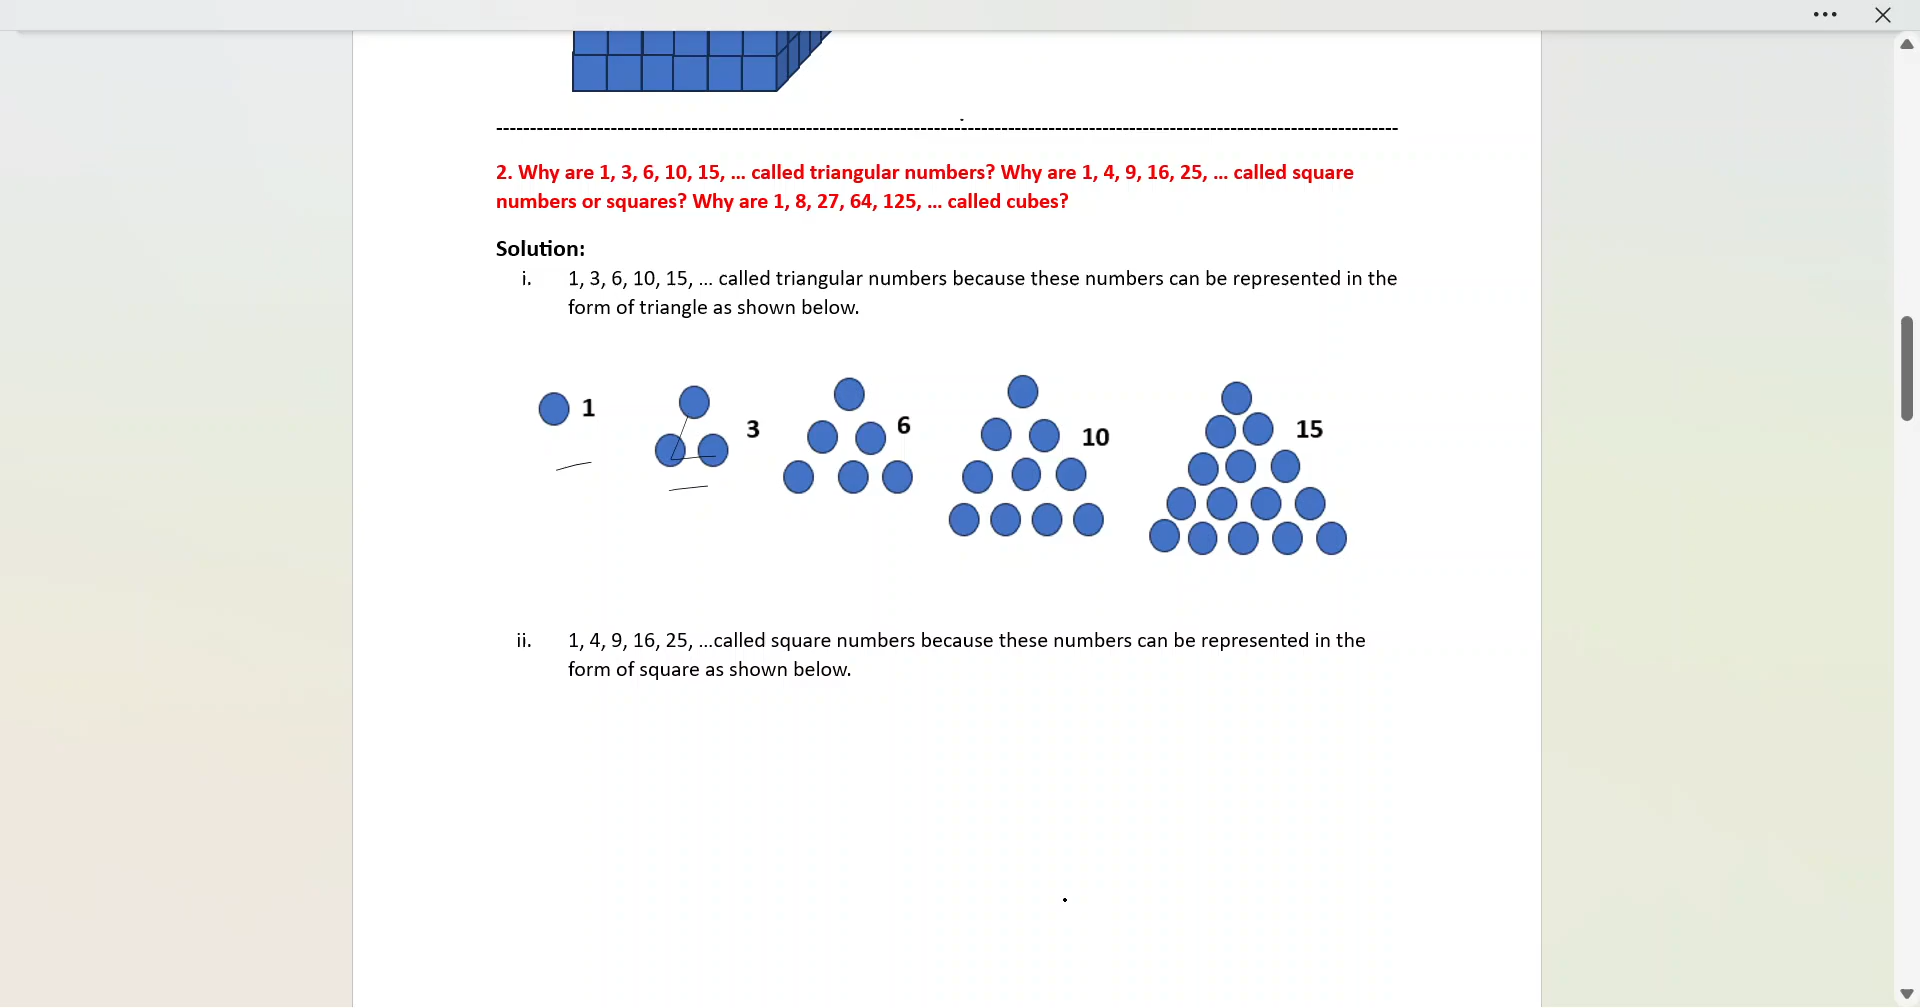 2. Why are 1, 3, 6, 10, 15, … called triangular numbers? Why are 1, 4, 9, 16, 25, … called square
numbers or squares? Why are 1, 8, 27, 64, 125, … called cubes?
Solution:
i. 1, 3, 6, 10, 15, … called triangular numbers because these numbers can be represented in the
form of triangle as shown below.
1 3 6 10 15
ii. 1, 4, 9, 16, 25, …called square numbers because these numbers can be represented in the
form of square as shown below.